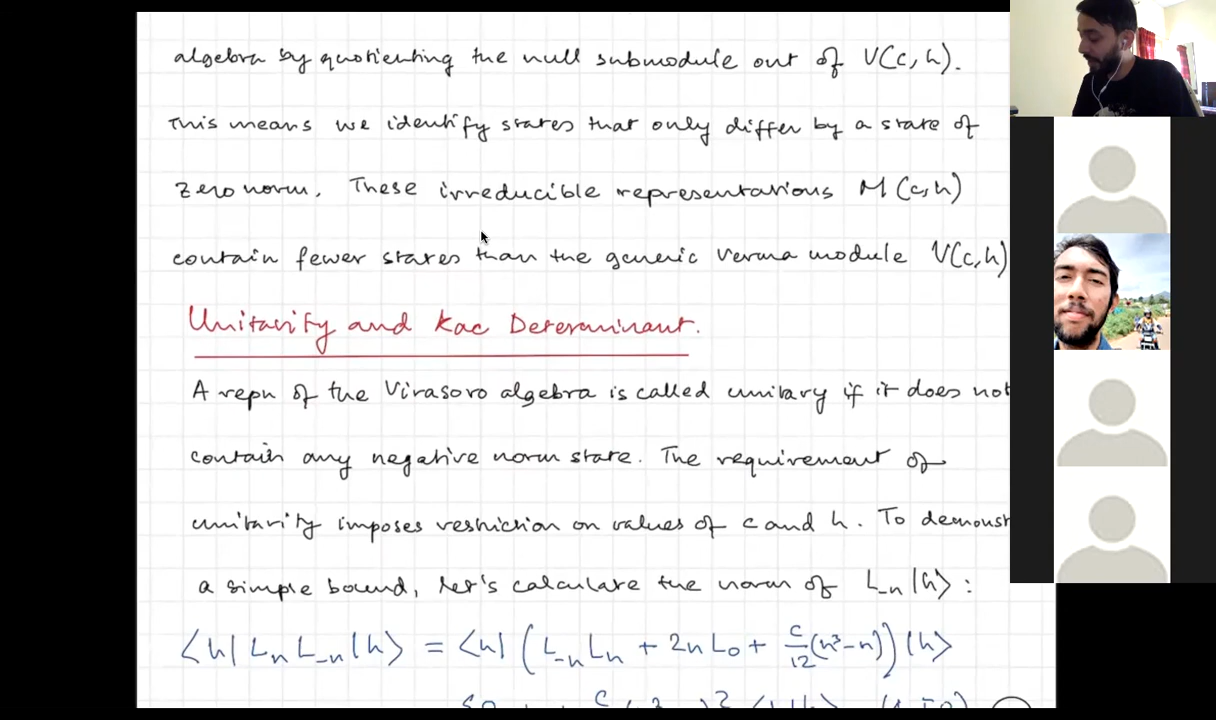 algebra by quotienting the null submodule out of V(c, h).
This means we identify states that only differ by a state of
zero norm. These irreducible representations M(c,h)
contain fewer states than the generic verma module V(c,h)
Unitarity and Kac Determinant.
A repn of the Virasoro algebra is called unitary if it does not
contain any negative norm state. The requirement of
unitarity imposes restriction on values of c and h. To demonst
a simple bound, let's calculate the norm of L₋ₙ|h⟩ :
⟨h| Lₙ L₋ₙ |h⟩ = ⟨h| (L₋ₙ Lₙ + 2n L₀ + c/12 (n³-n)) |h⟩